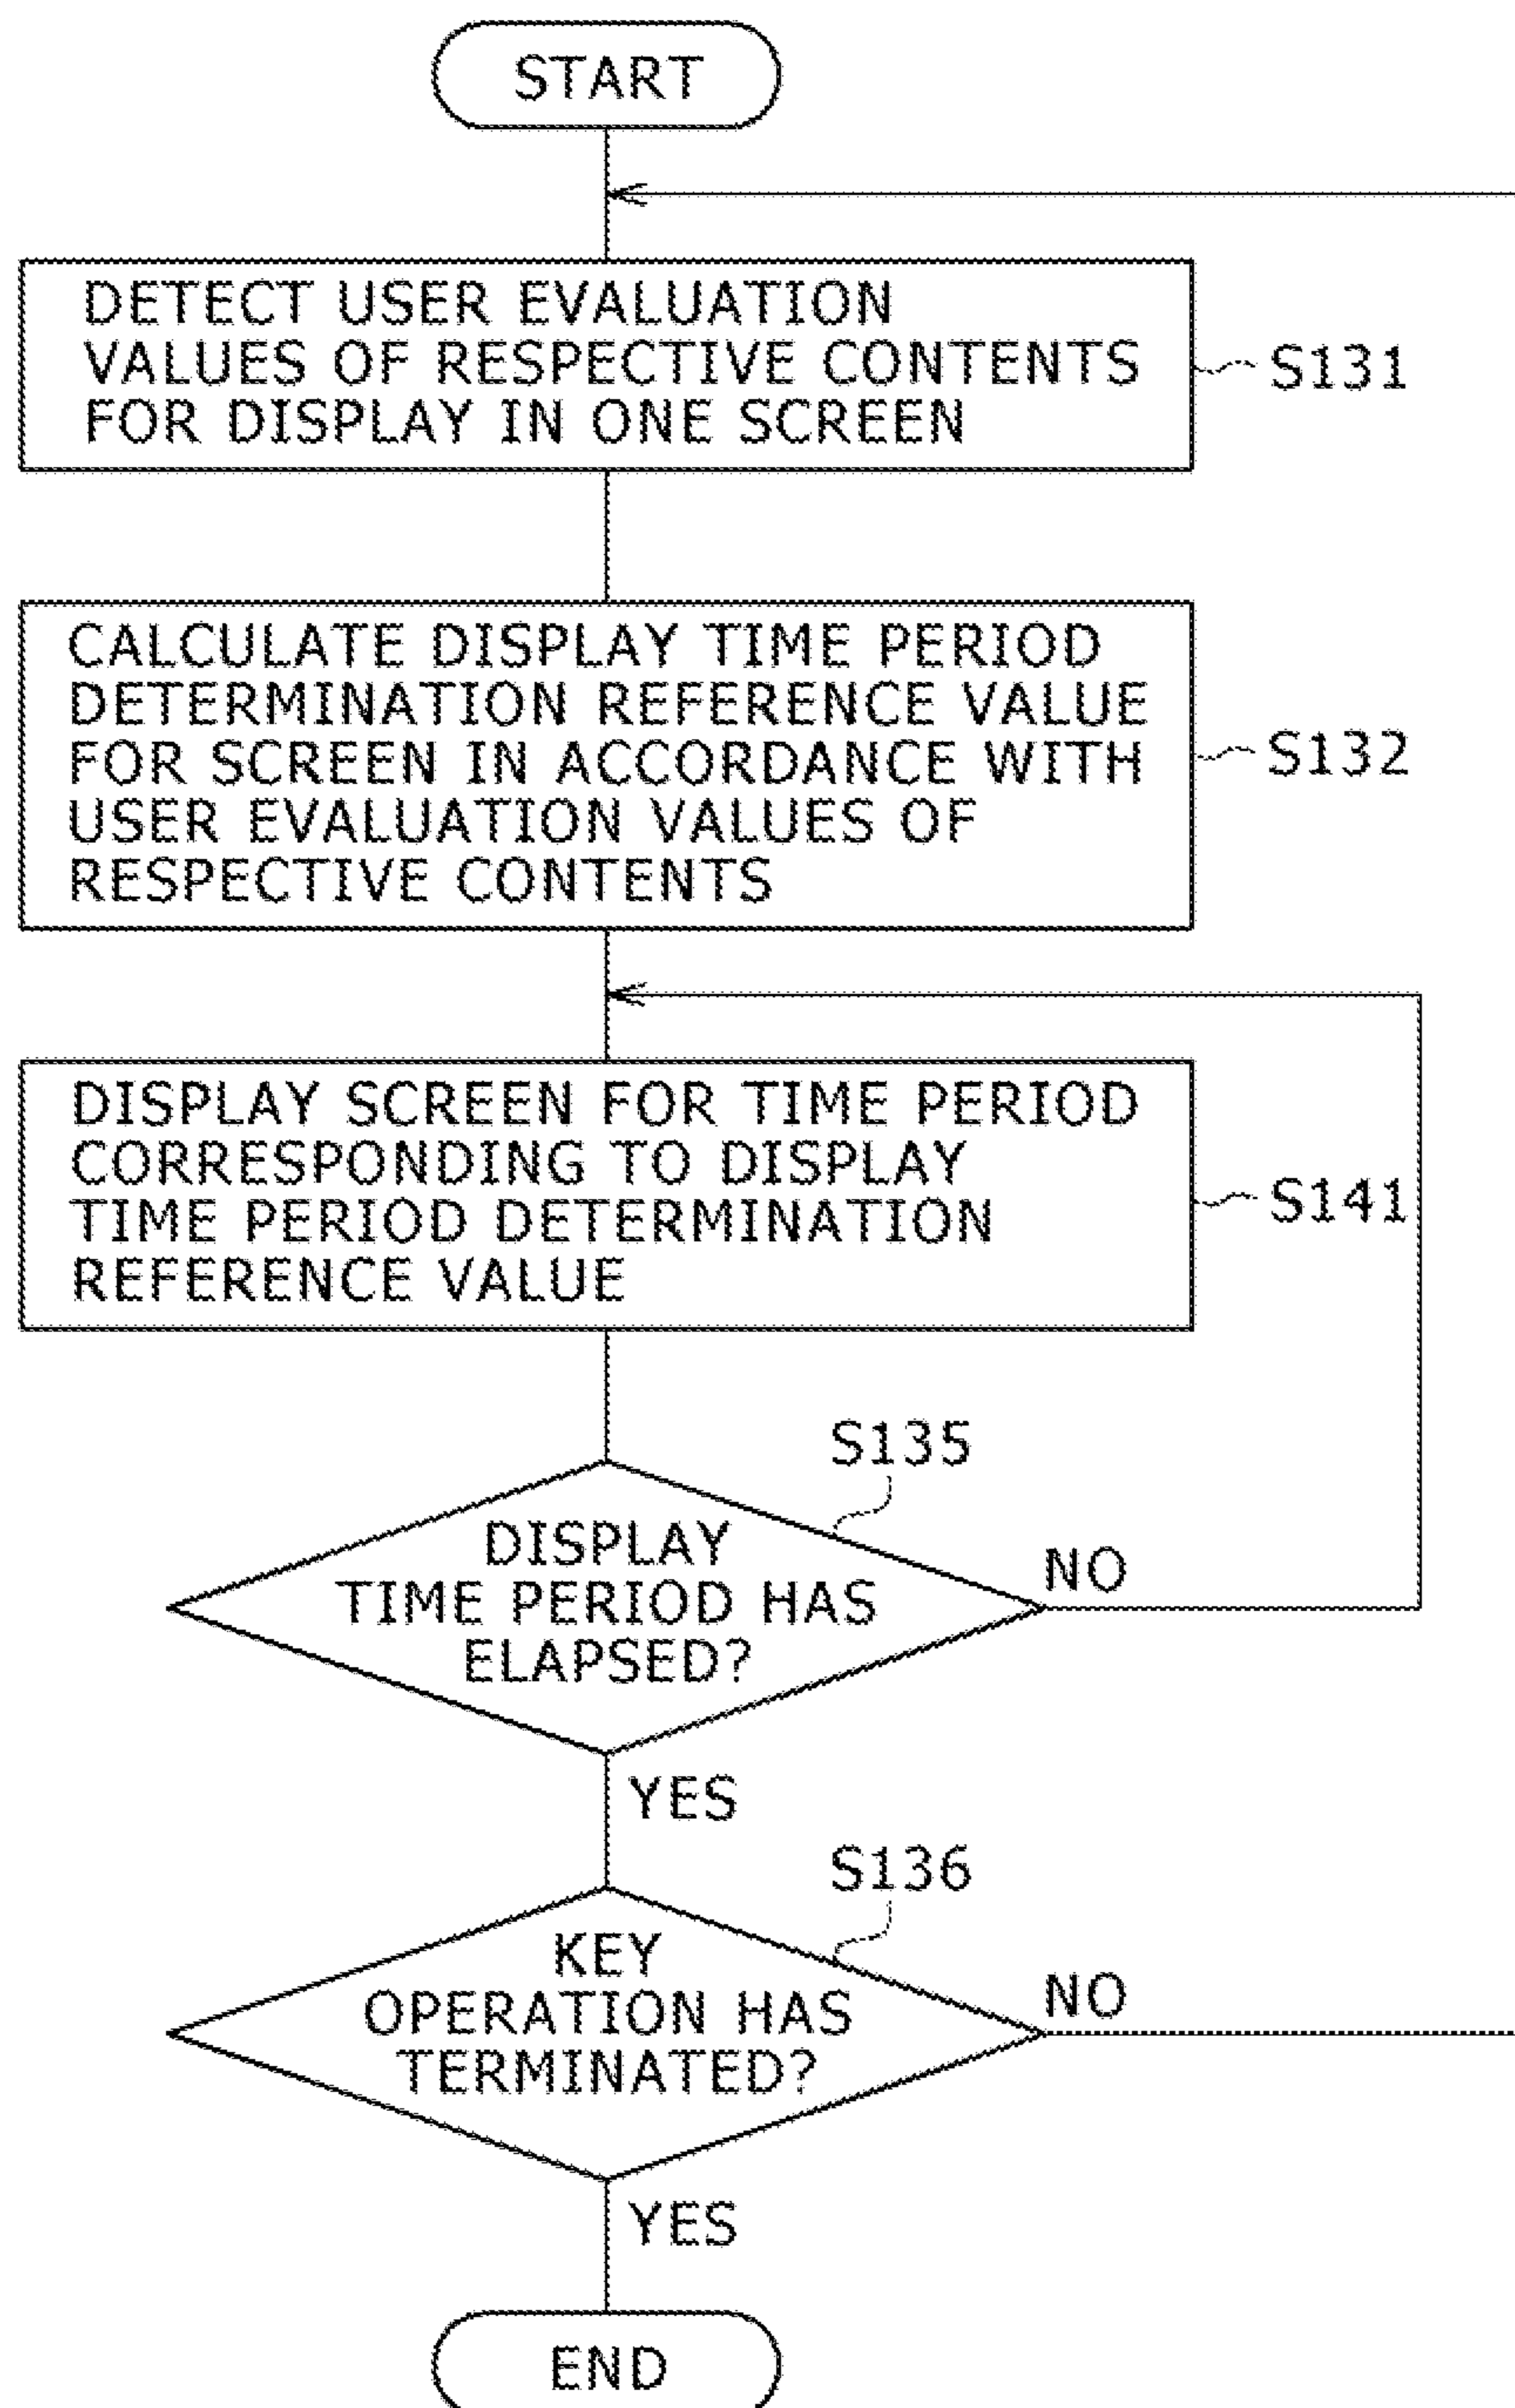 START
DETECT USER EVALUATION
VALUES OF RESPECTIVE CONTENTS
FOR DISPLAY IN ONE SCREEN
S131
CALCULATE DISPLAY TIME PERIOD
DETERMINATION REFERENCE VALUE
FOR SCREEN IN ACCORDANCE WITH
USER EVALUATION VALUES OF
RESPECTIVE CONTENTS
S132
DISPLAY SCREEN FOR TIME PERIOD
CORRESPONDING TO DISPLAY
TIME PERIOD DETERMINATION
REFERENCE VALUE
S141
S135
DISPLAY
TIME PERIOD HAS
ELAPSED?
NO
YES
S136
KEY
OPERATION HAS
TERMINATED?
NO
YES
END